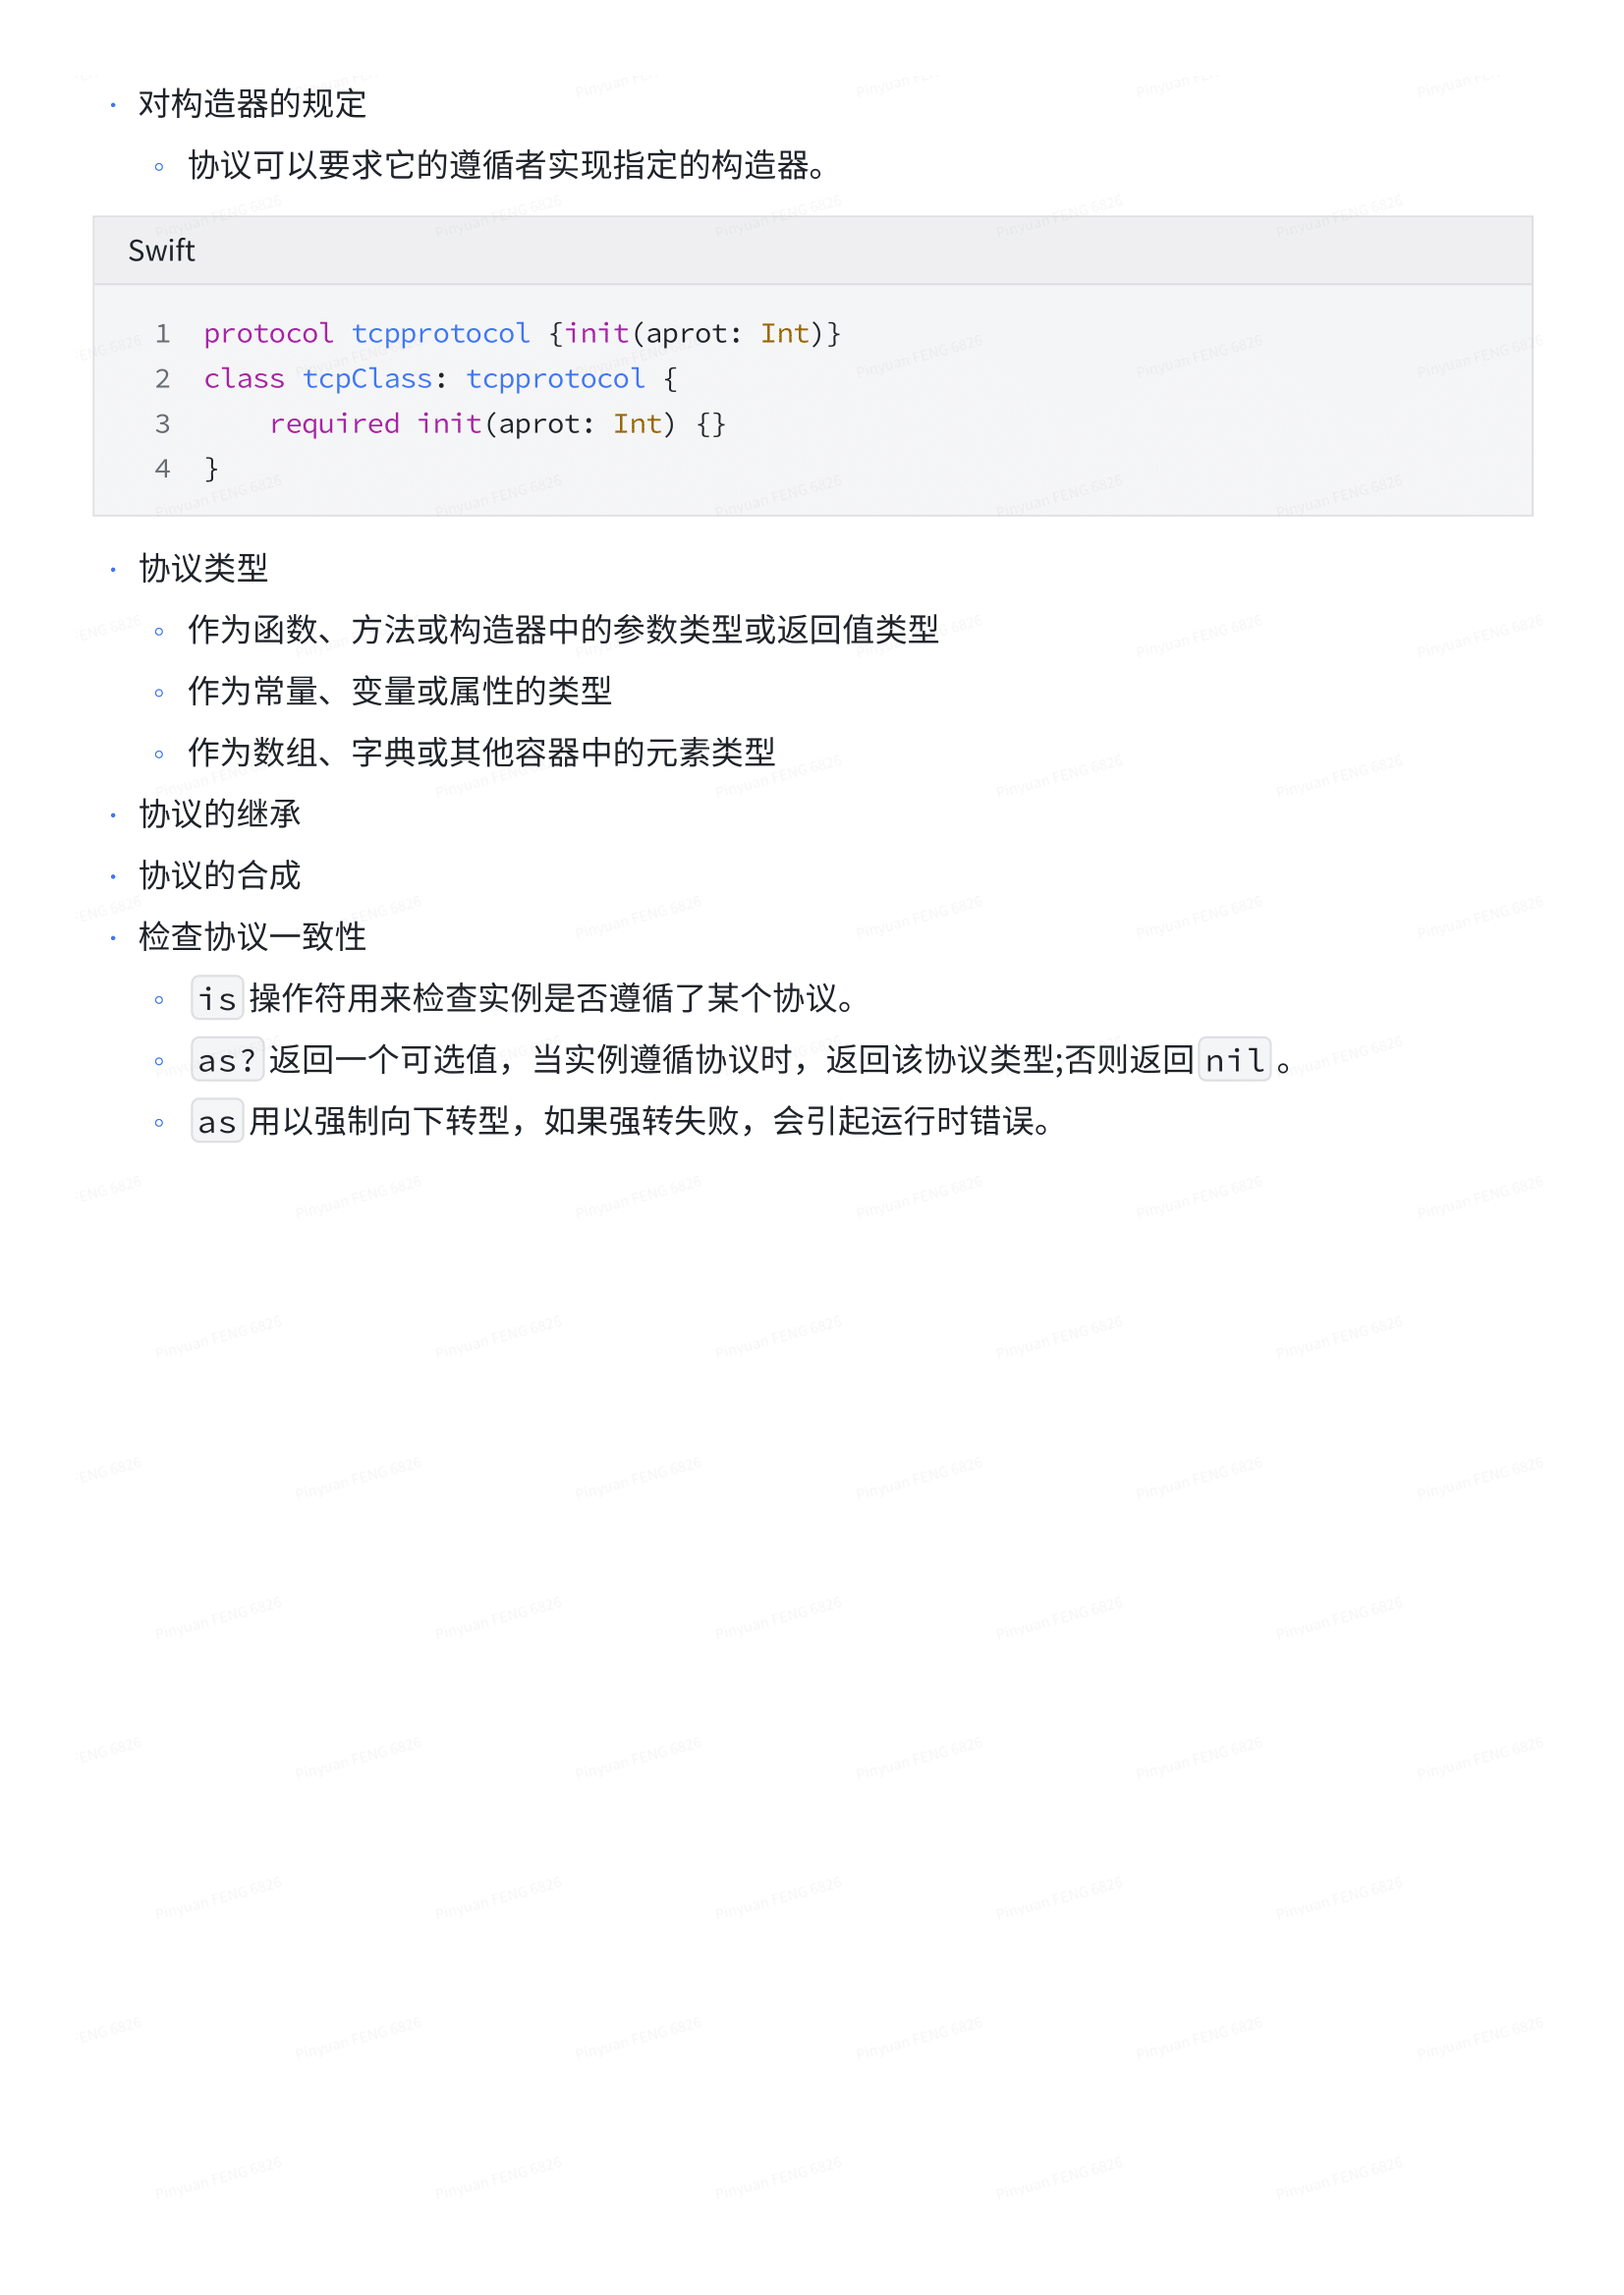 · 对构造器的规定
◦ 协议可以要求它的遵循者实现指定的构造器。
Swift
1 protocol tcpprotocol {init(aprot: Int)}
2 class tcpClass: tcpprotocol {
3     required init(aprot: Int) {}
4 }
· 协议类型
◦ 作为函数、方法或构造器中的参数类型或返回值类型
◦ 作为常量、变量或属性的类型
◦ 作为数组、字典或其他容器中的元素类型
· 协议的继承
· 协议的合成
· 检查协议一致性
◦ is 操作符用来检查实例是否遵循了某个协议。
◦ as? 返回一个可选值，当实例遵循协议时，返回该协议类型;否则返回 nil 。
◦ as 用以强制向下转型，如果强转失败，会引起运行时错误。
Pinyuan FENG 6826